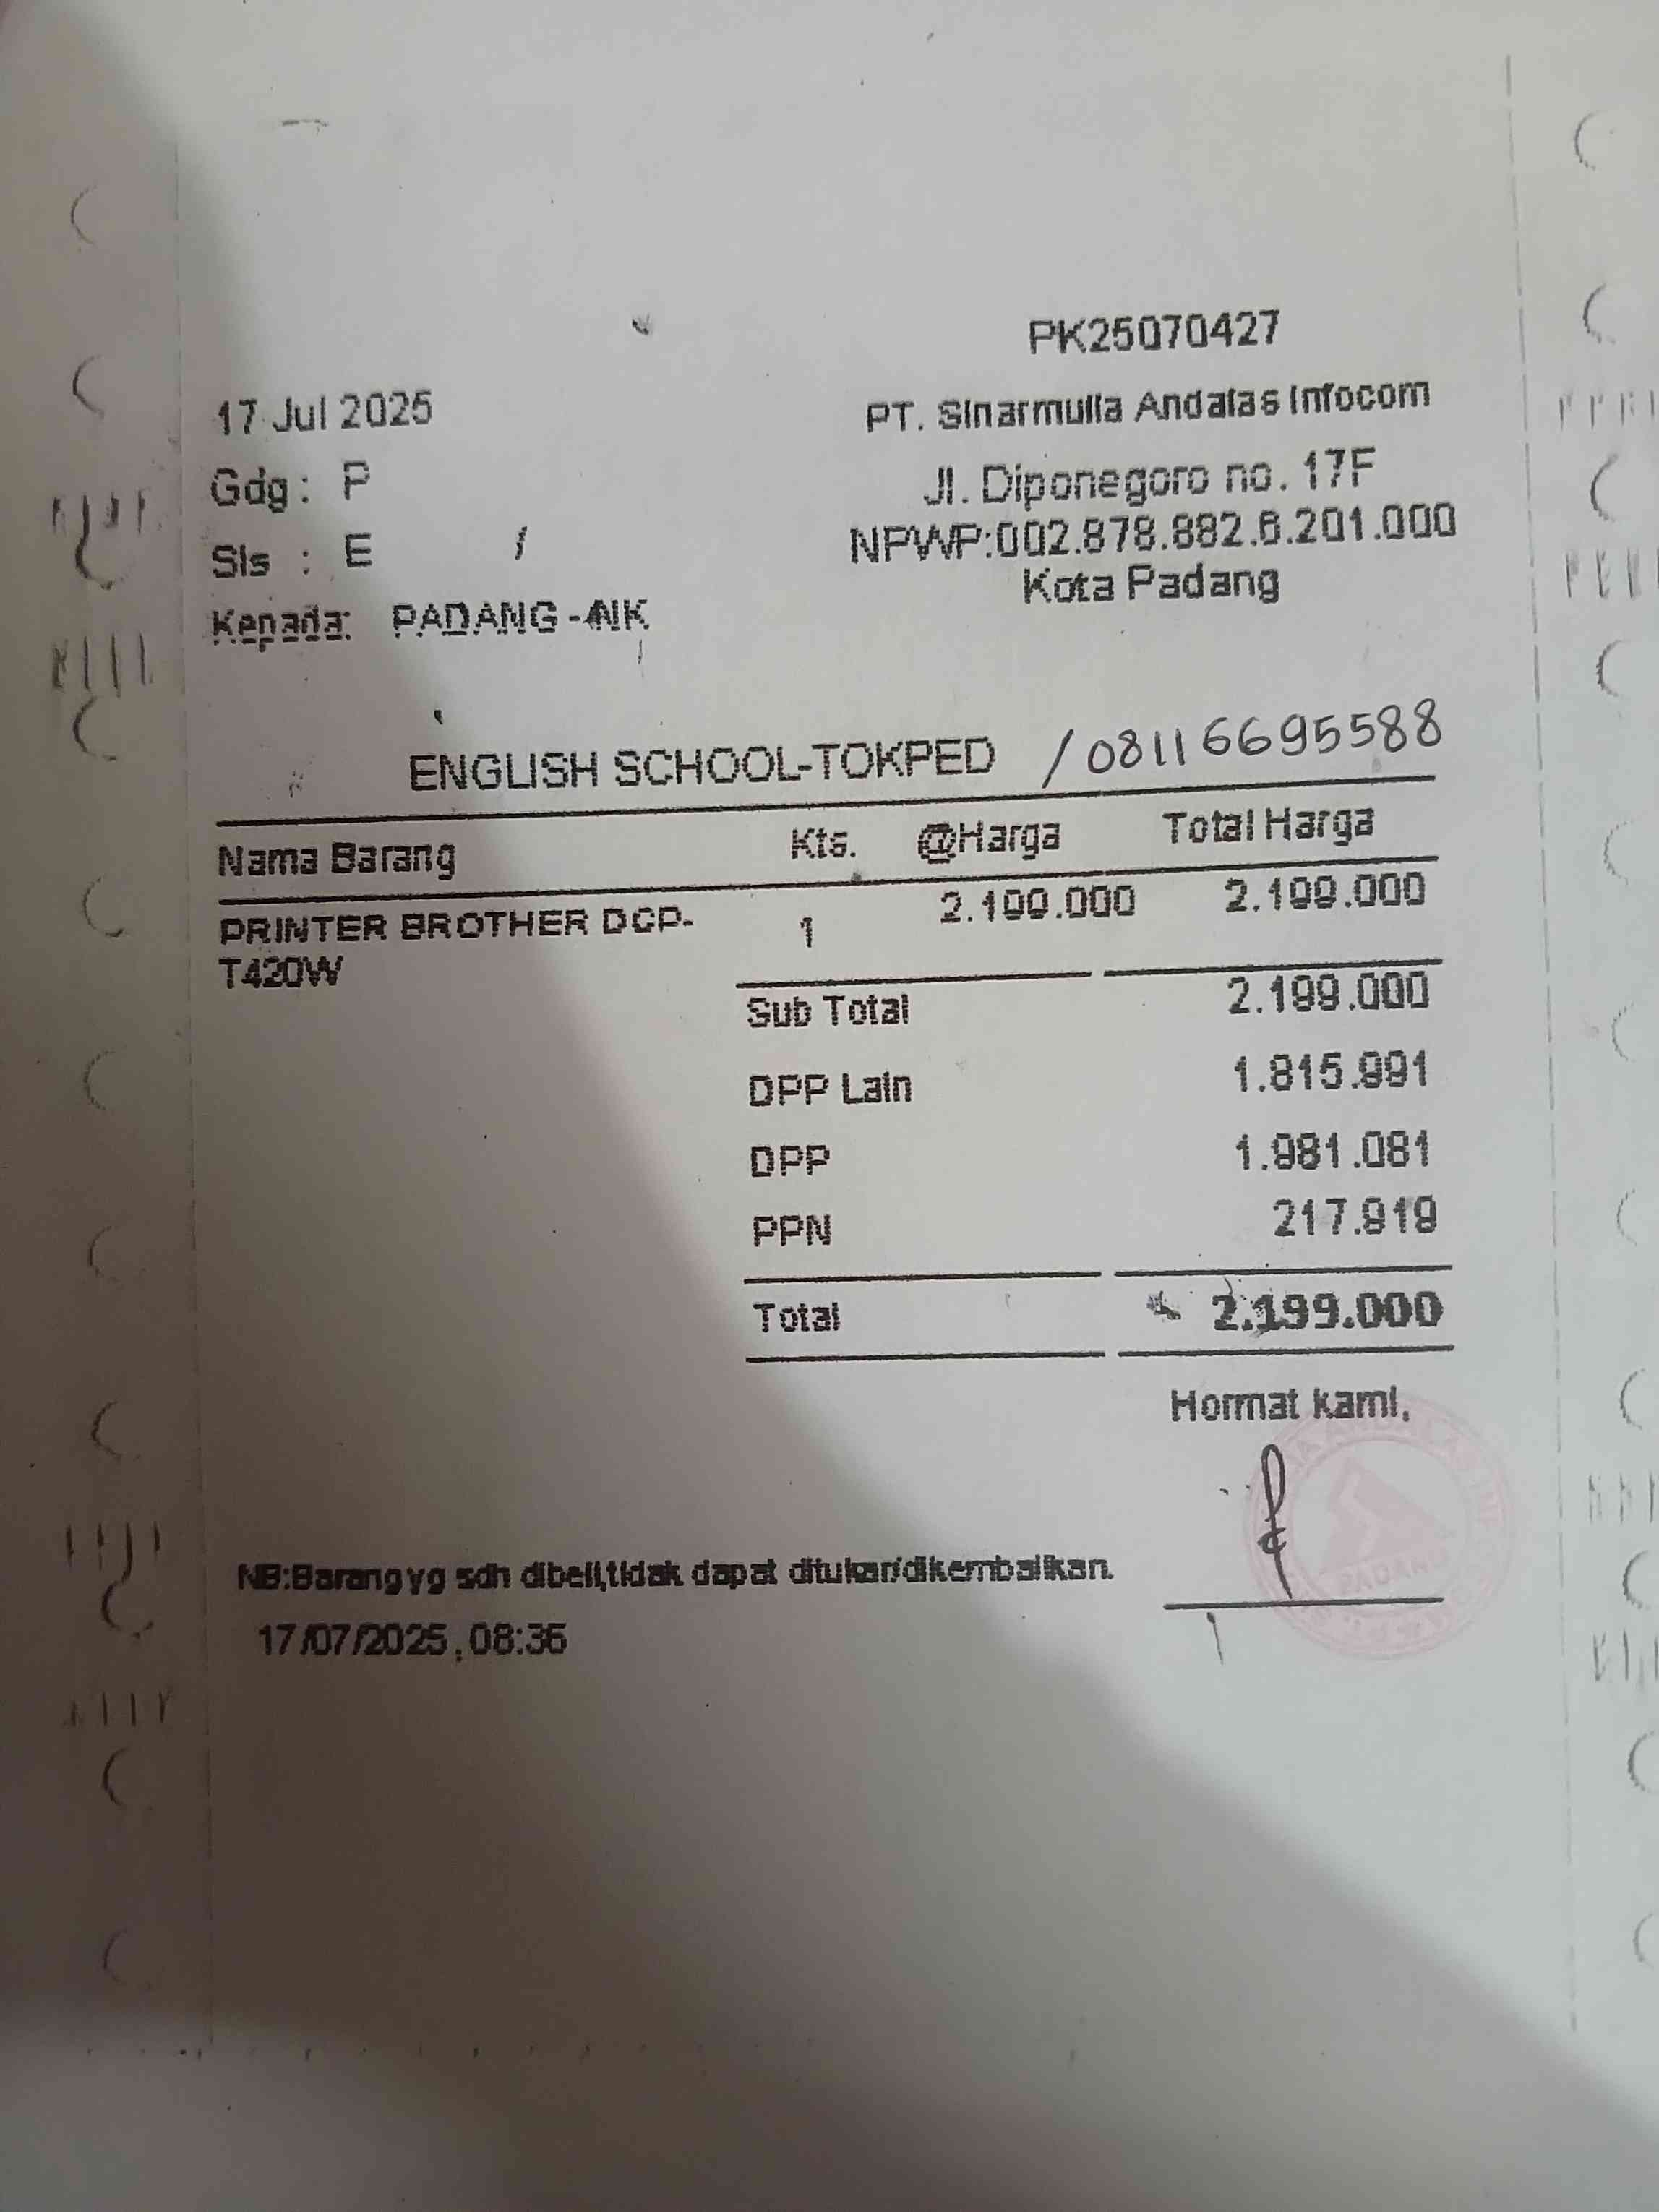 PK25070427
17 Jul 2025
PT. Sinarmulia Andalas Infocom
Gdg : P
Jl. Diponegoro no. 17F
Sls : E /
NPWP:002.878.882.6.201.000
Kota Padang
Kepada: PADANG -
ENGLISH SCHOOL-TOKPED / 08116695588
Nama Barang Kts. @Harga Total Harga
PRINTER BROTHER DCP- 1 2.199.000 2.199.000
T420W
Sub Total 2.199.000
DPP Lain 1.815.991
DPP 1.981.081
PPN 217.919
Total 2.199.000
Hormat kami,
PADANG
NB:Barang yg sdh dibeli,tidak dapat ditukar/dikembalikan.
17/07/2025 , 08:36